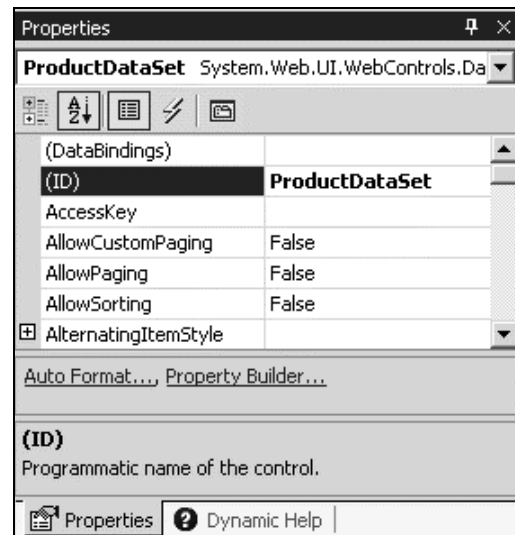 Properties
ProductDataSet System.Web.UI.WebControls.Da
(DataBindings)
(ID) ProductDataSet
AccessKey
AllowCustomPaging False
AllowPaging False
AllowSorting False
AlternatingItemStyle
Auto Format..., Property Builder...
(ID)
Programmatic name of the control.
Properties Dynamic Help